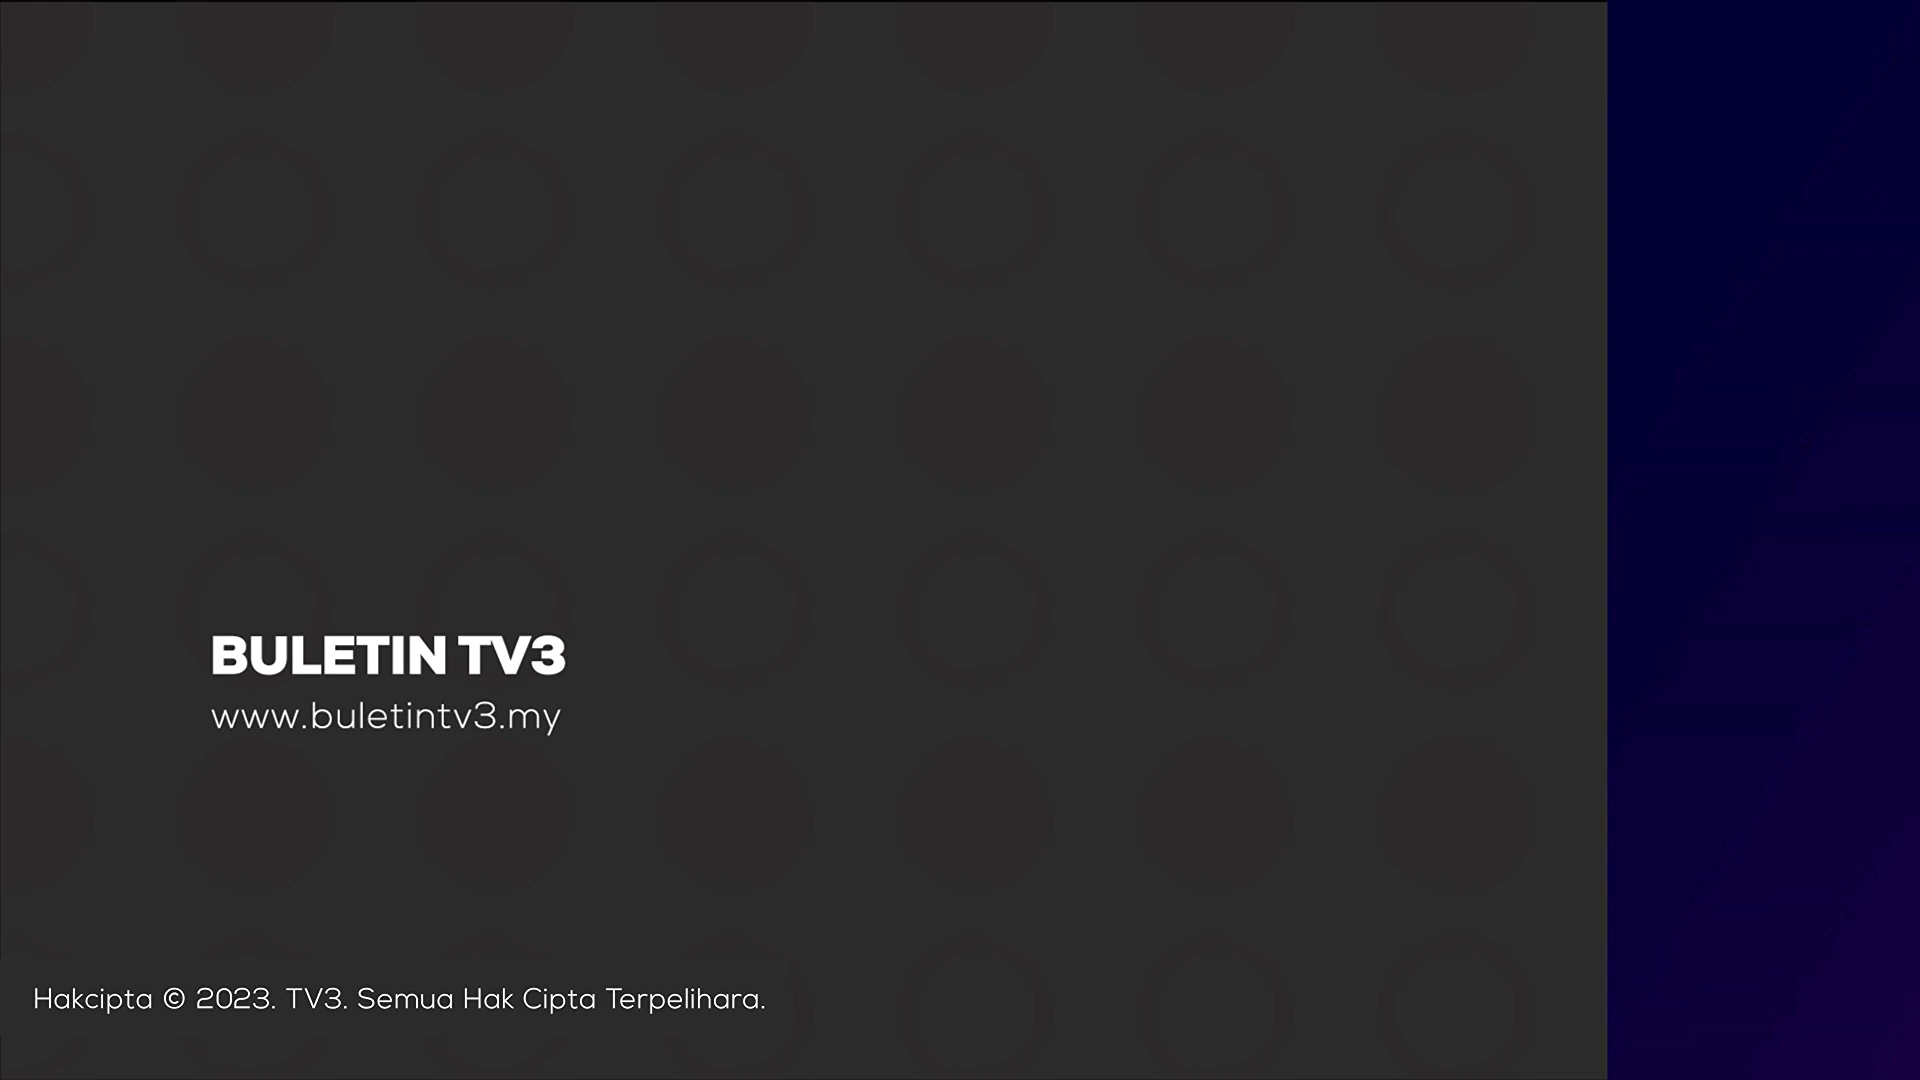 BULETIN TV3
www.buletintv3.my
Hakcipta © 2023. TV3. Semua Hak Cipta Terpelihara.